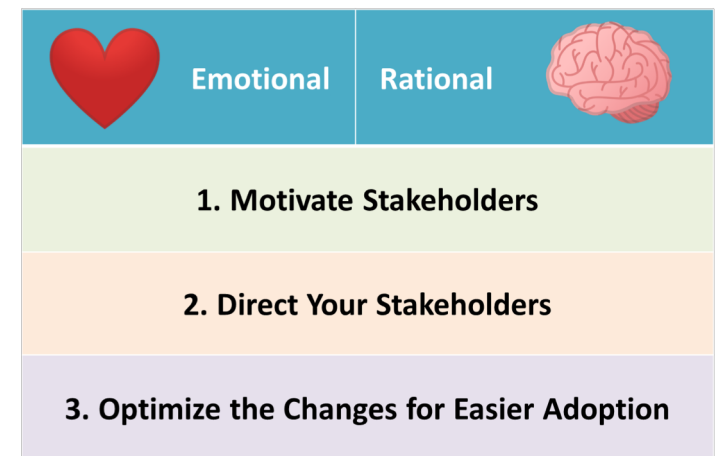 Emotional
Rational
1. Motivate Stakeholders
2. Direct Your Stakeholders
3. Optimize the Changes for Easier Adoption